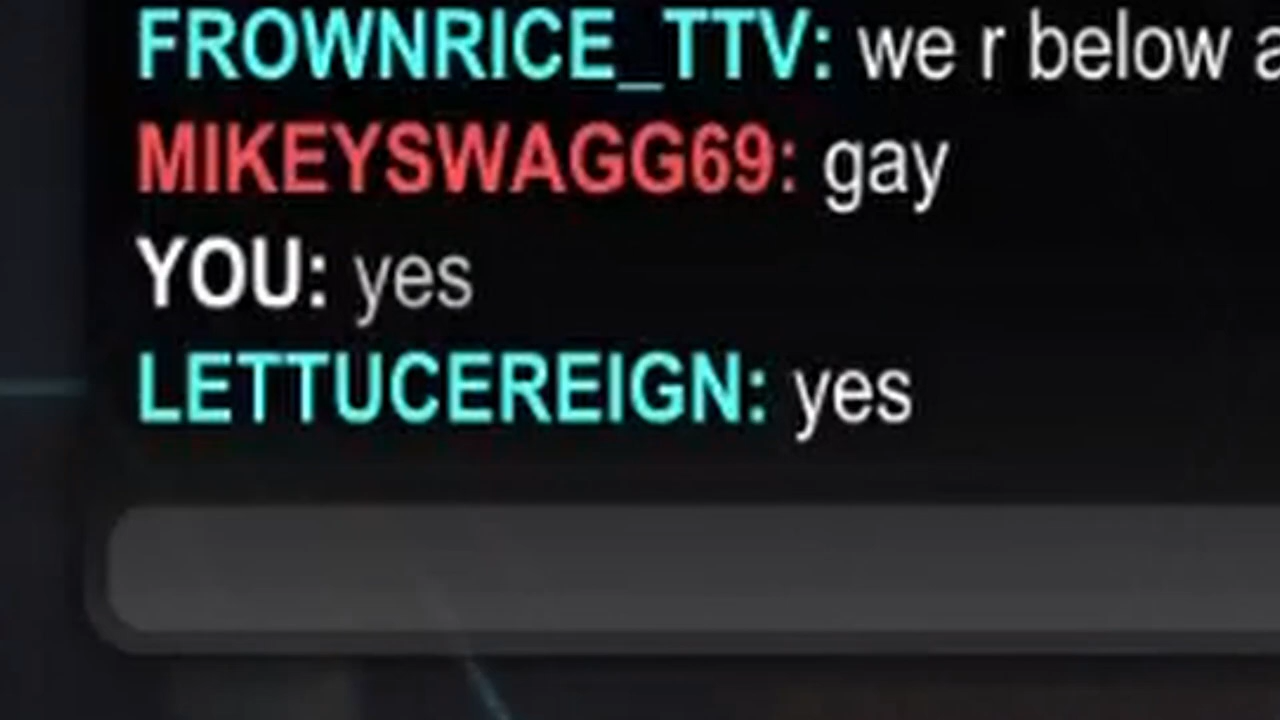 FROWNRICE_TTV: we r below
MIKEYSWAGG69: gay
YOU: yes
LETTUCEREIGN: yes